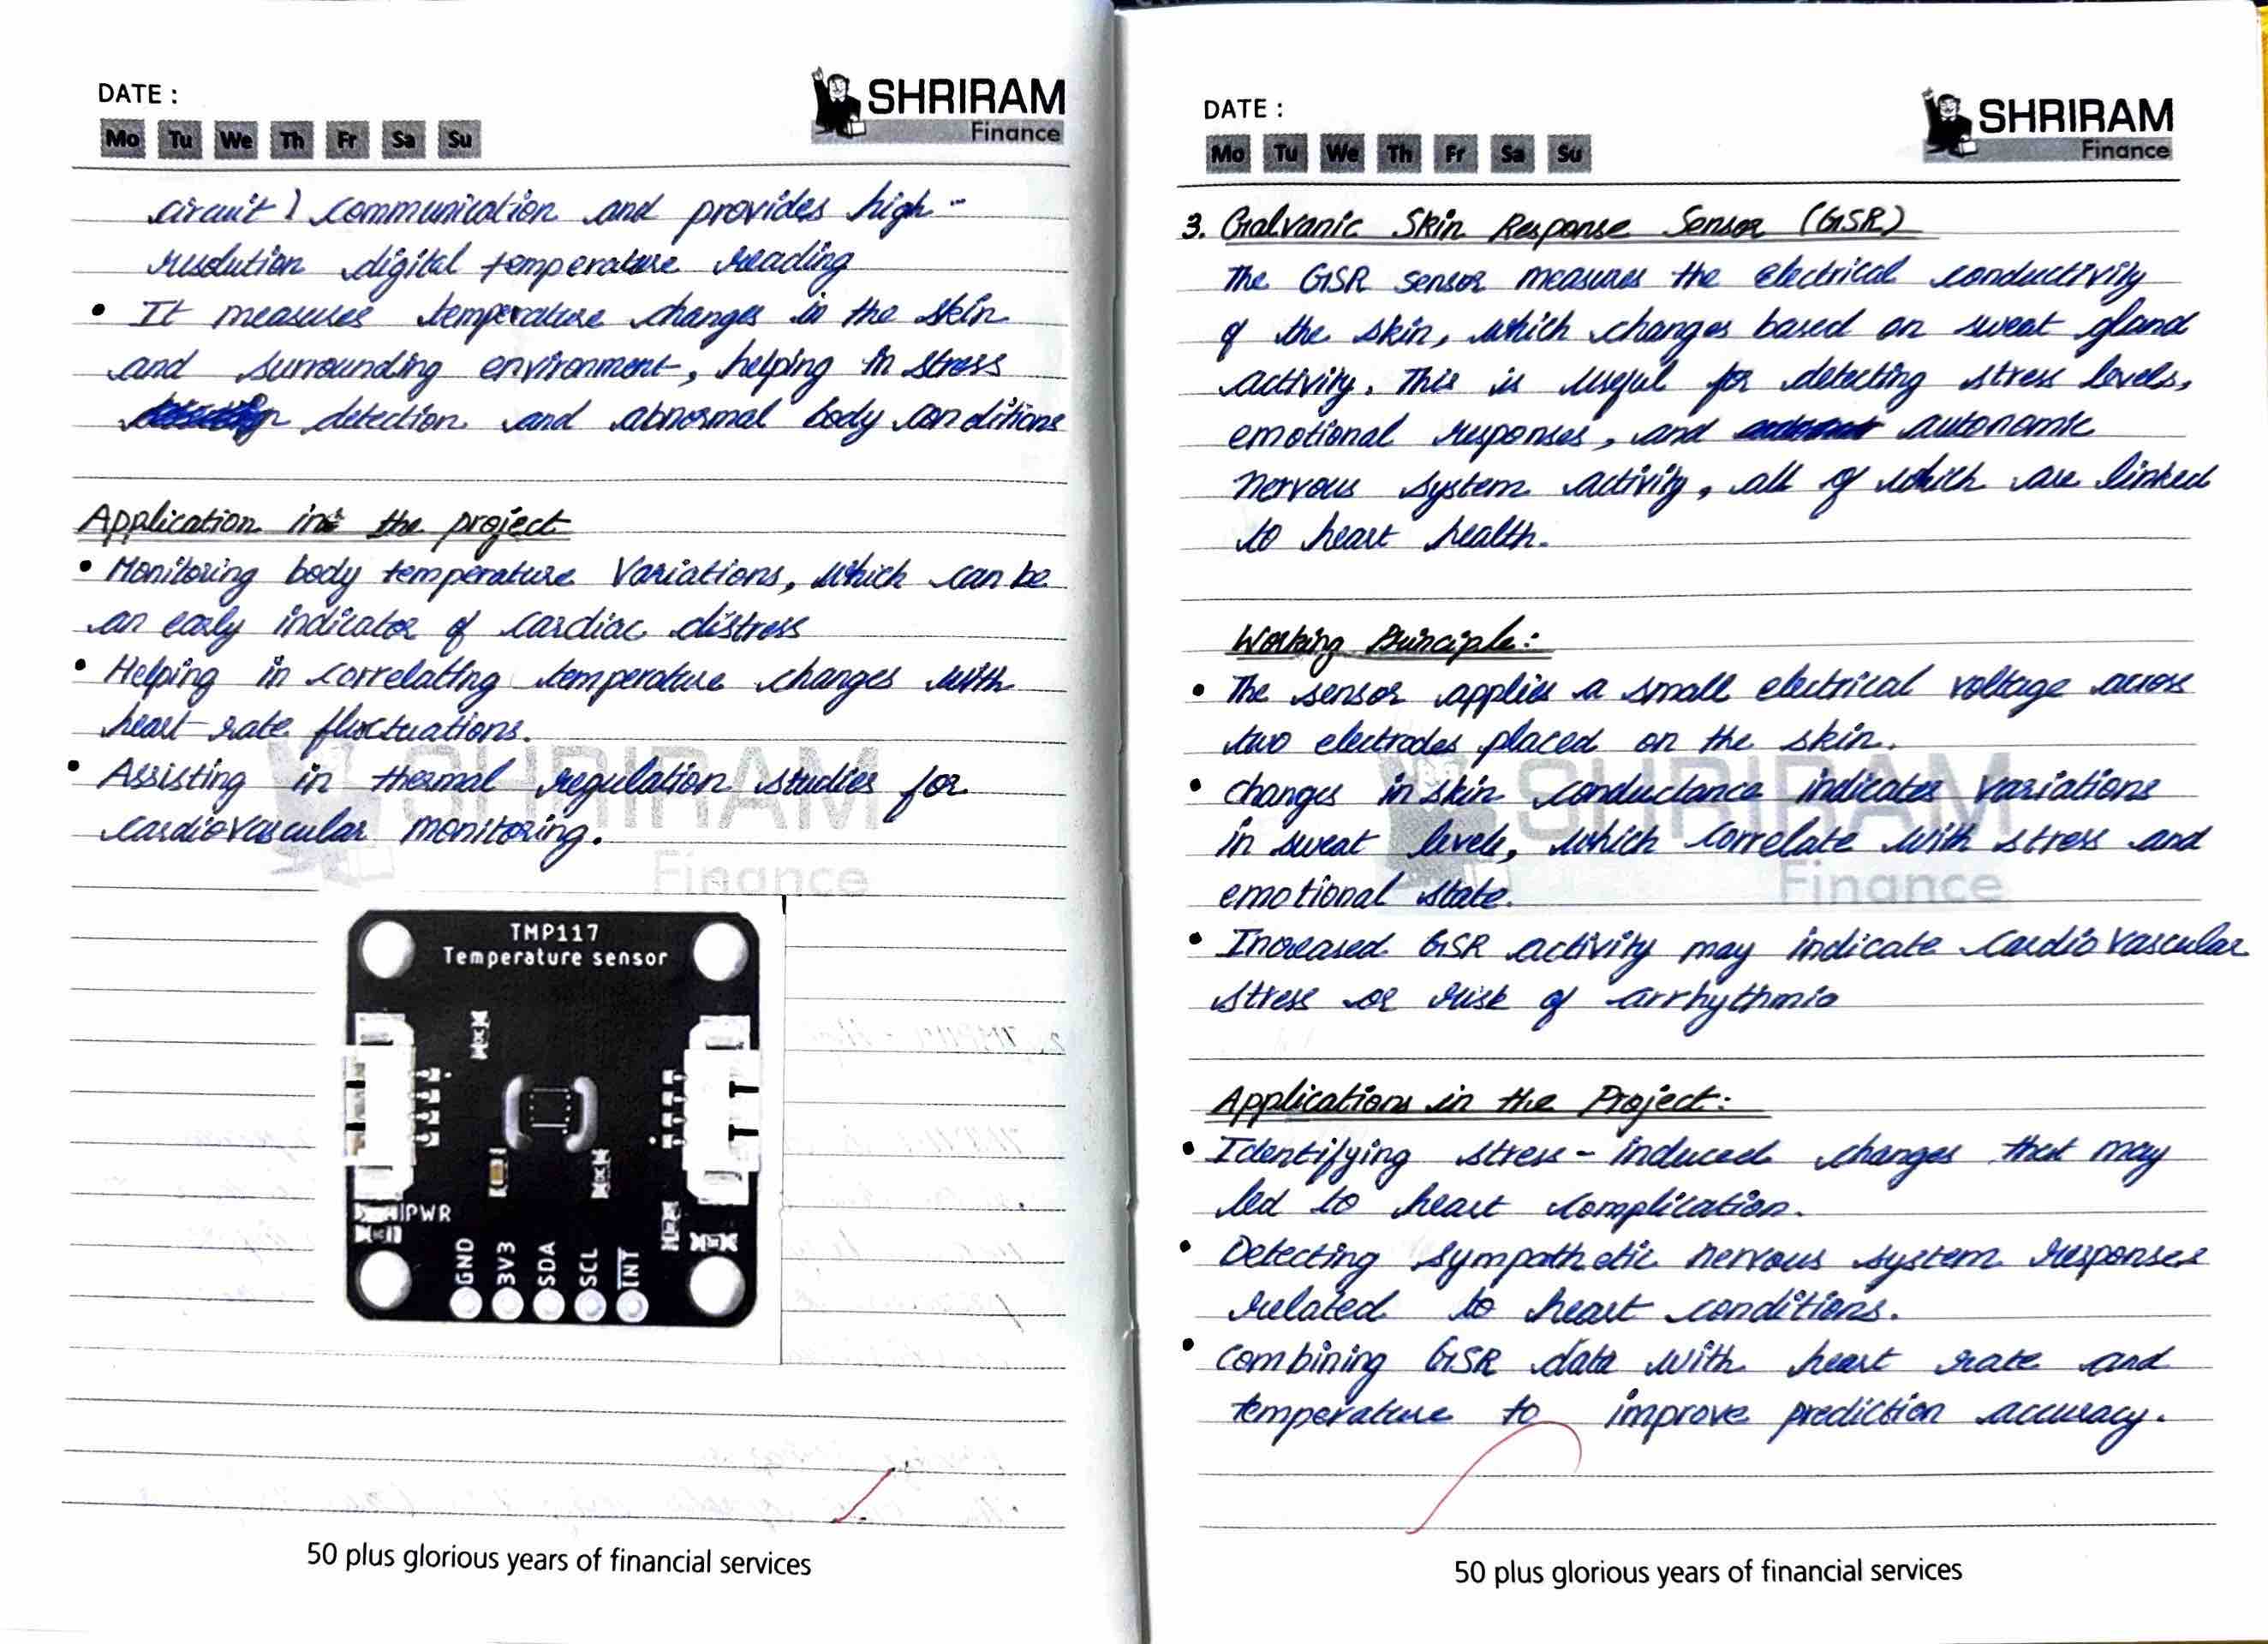 DATE :
SHRIRAM
Finance
Mo Tu We Th Fr Sa Su
circuit) communication and provides high-
resolution digital temperature reading
• It measures temperature changes in the skin
and surrounding environment, helping in stress
detection and abnormal body conditions
Application in the project
• Monitoring body temperature Variations, which can be
an early indicator of cardiac distress
• Helping in correlating temperature changes with
heart rate fluctuations.
• Assisting in thermal regulation studies for
cardiovascular monitoring.
SHRIRAM
Finance
TMP117
Temperature sensor
PWR
GND
3V3
SDA
SCL
INT
50 plus glorious years of financial services
DATE :
SHRIRAM
Finance
Mo Tu We Th Fr Sa Su
3. Galvanic Skin Response Sensor (GSR)
The GSR sensor measures the electrical conductivity
of the skin, which changes based on sweat gland
activity. This is useful for detecting stress levels,
emotional responses, and autonomic
nervous system activity, all of which are linked
to heart health.
Working Principle:
• The sensor applies a small electrical voltage across
two electrodes placed on the skin.
• changes in skin conductance indicates variations
in sweat levels, which correlate with stress and
emotional state.
• Increased GSR activity may indicate cardiovascular
stress or risk of arrhythmia
SHRIRAM
Finance
Applications in the Project:
• Identifying stress-induced changes that may
led to heart complication.
• Detecting sympathetic nervous system responses
related to heart conditions.
• Combining GSR data with heart rate and
temperature to improve prediction accuracy.
50 plus glorious years of financial services